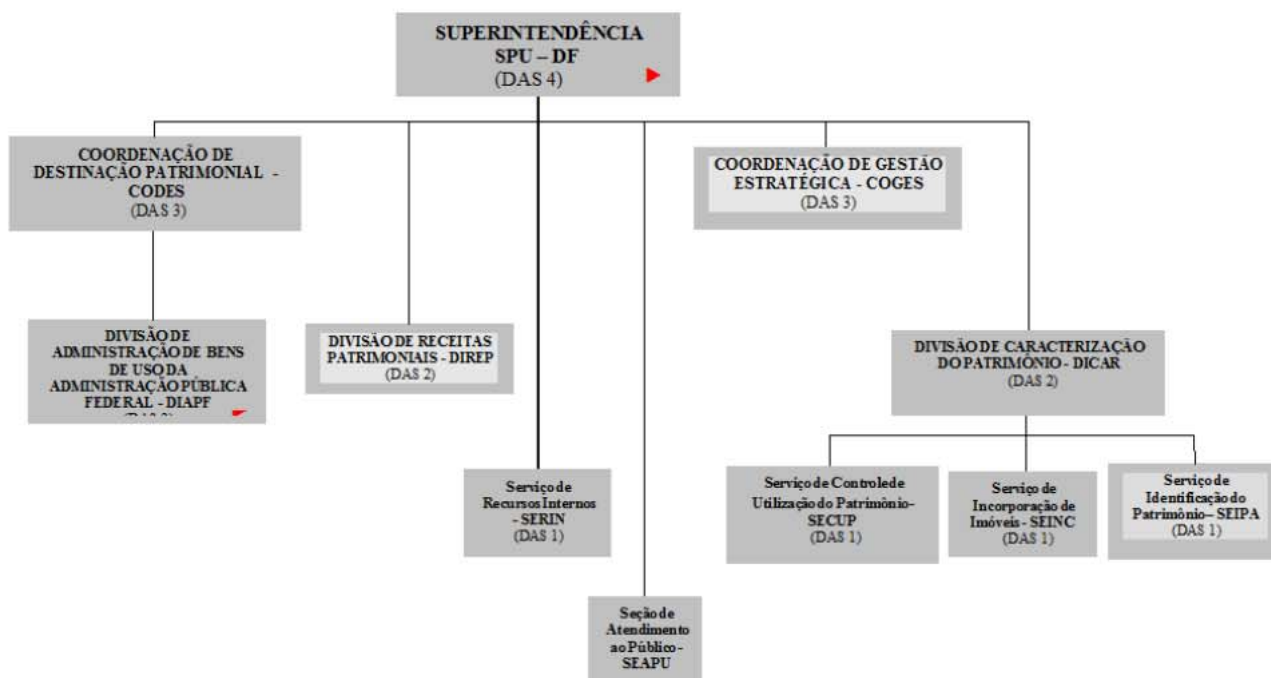 SUPERINTENDÊNCIA
SPU – DF
(DAS 4)
COORDENAÇÃO DE
DESTINAÇÃO PATRIMONIAL -
CODES
(DAS 3)
COORDENAÇÃO DE GESTÃO
ESTRATÉGICA - COGES
(DAS 3)
DIVISÃO DE
ADMINISTRAÇÃO DE BENS
DE USO DA
ADMINISTRAÇÃO PÚBLICA
FEDERAL - DIAPF
DIVISÃO DE RECEITAS
PATRIMONIAIS - DIREP
(DAS 2)
DIVISÃO DE CARACTERIZAÇÃO
DO PATRIMÔNIO - DICAR
(DAS 2)
Serviço de
Recursos Internos
- SERIN
(DAS 1)
Serviço de Controlede
Utilização do Patrimônio–
SECUP
(DAS 1)
Serviço de
Incorporação de
Imóveis - SEINC
(DAS 1)
Serviço de
Identificação do
Patrimônio– SEIPA
(DAS 1)
Seção de
Atendimento
ao Público -
SEAPU